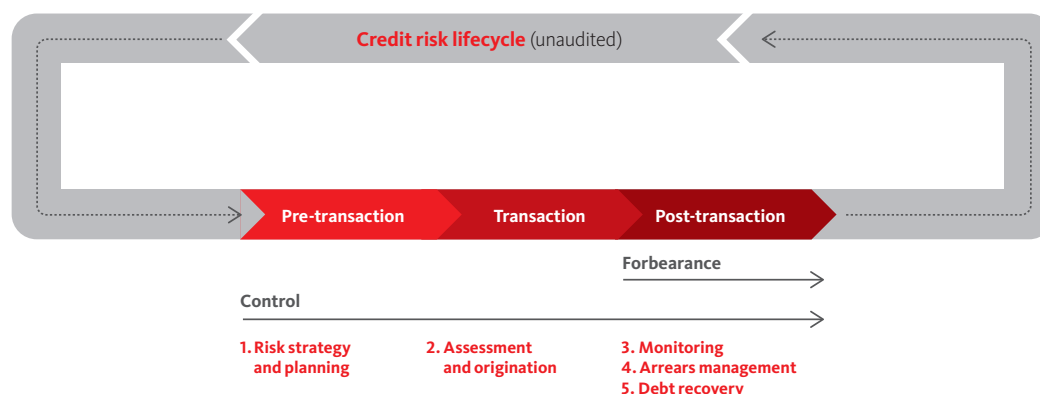 Credit risk lifecycle (unaudited)
Pre-transaction
Transaction
Post-transaction
Forbearance
Control
1. Risk strategy
and planning
2. Assessment
and origination
3. Monitoring
4. Arrears management
5. Debt recovery